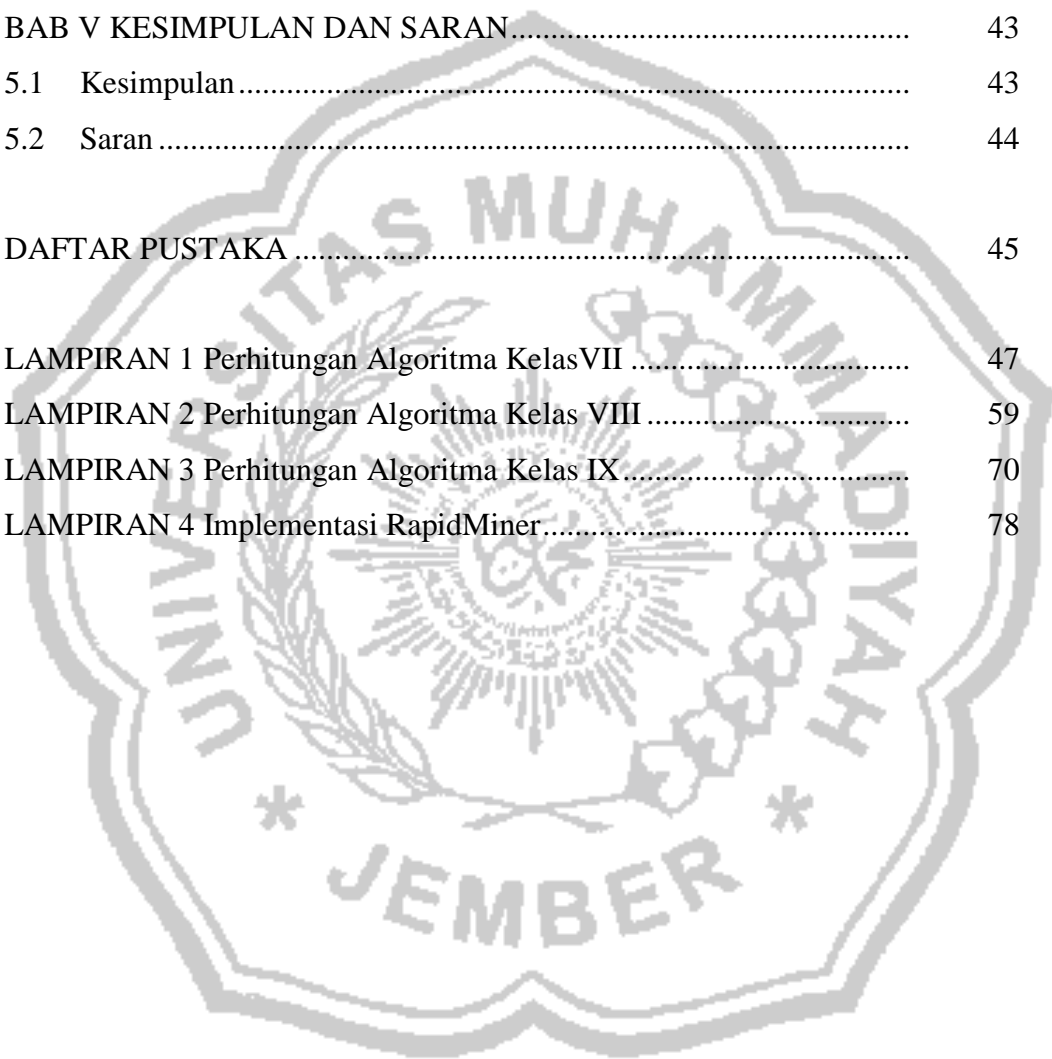 BAB V KESIMPULAN DAN SARAN ........................................... 43
5.1 Kesimpulan ........................................... 43
5.2 Saran ........................................... 44
DAFTAR PUSTAKA ........................................... 45
LAMPIRAN 1 Perhitungan Algoritma KelasVII ........................................... 47
LAMPIRAN 2 Perhitungan Algoritma Kelas VIII ........................................... 59
LAMPIRAN 3 Perhitungan Algoritma Kelas IX ........................................... 70
LAMPIRAN 4 Implementasi RapidMiner ........................................... 78
UNIVERSITAS MUHAMMADIYAH
* JEMBER *